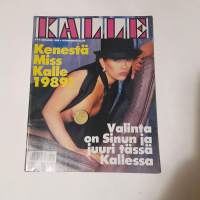 KALLE
Kenestä
Miss
Kalle
1989!
Valinta
on Sinun ja
juuri tässä
Kallessa